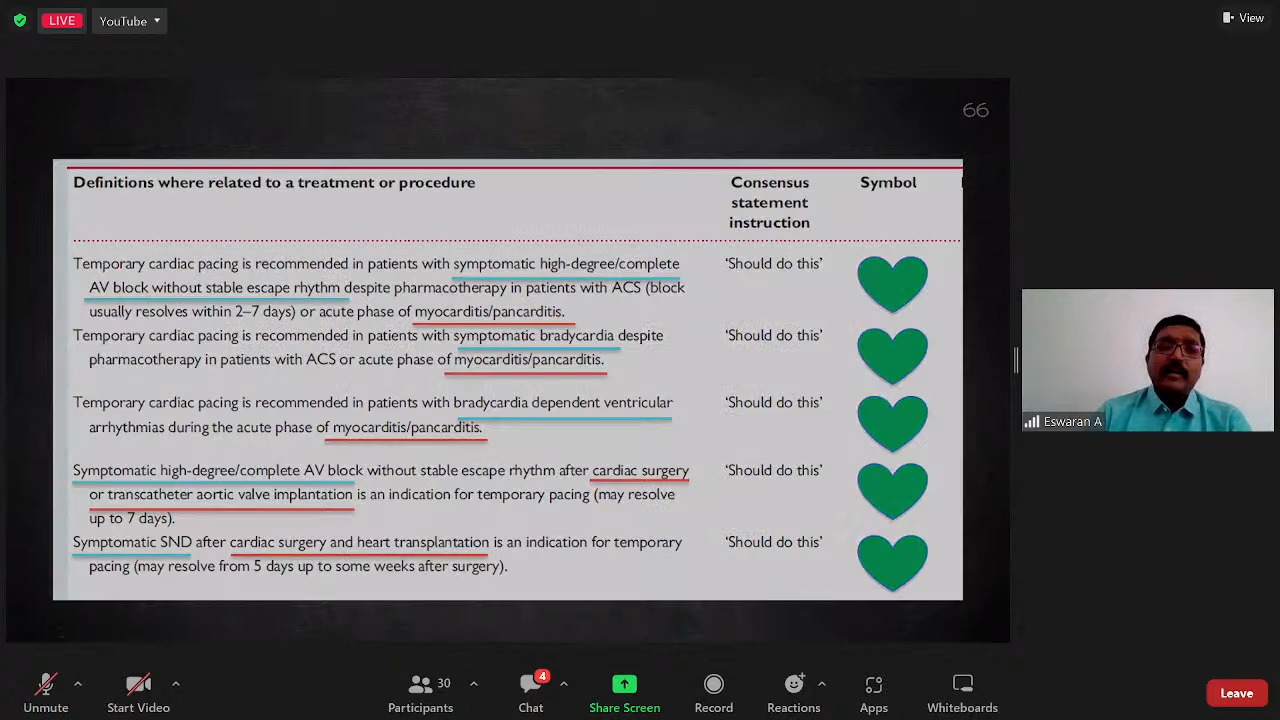 LIVE
YouTube
View
66
Definitions where related to a treatment or procedure
Consensus
statement
instruction
Symbol
Temporary cardiac pacing is recommended in patients with symptomatic high-degree/complete
AV block without stable escape rhythm despite pharmacotherapy in patients with ACS (block
usually resolves within 2–7 days) or acute phase of myocarditis/pancarditis.
‘Should do this’
Temporary cardiac pacing is recommended in patients with symptomatic bradycardia despite
pharmacotherapy in patients with ACS or acute phase of myocarditis/pancarditis.
‘Should do this’
Temporary cardiac pacing is recommended in patients with bradycardia dependent ventricular
arrhythmias during the acute phase of myocarditis/pancarditis.
‘Should do this’
Symptomatic high-degree/complete AV block without stable escape rhythm after cardiac surgery
or transcatheter aortic valve implantation is an indication for temporary pacing (may resolve
up to 7 days).
‘Should do this’
Symptomatic SND after cardiac surgery and heart transplantation is an indication for temporary
pacing (may resolve from 5 days up to some weeks after surgery).
‘Should do this’
Eswaran A
Unmute
Start Video
30
Participants
4
Chat
Share Screen
Record
Reactions
Apps
Whiteboards
Leave